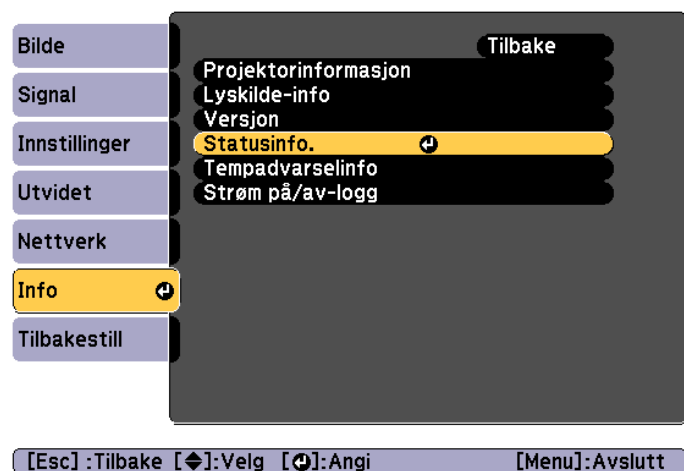 Bilde
Signal
Innstillinger
Utvidet
Nettverk
Info
Tilbakestill
Tilbake
Projektorinformasjon
Lyskilde-info
Versjon
Statusinfo.
Tempadvarselinfo
Strøm på/av-logg
[Esc] :Tilbake [◆]:Velg [⏎]:Angi [Menu]:Avslutt